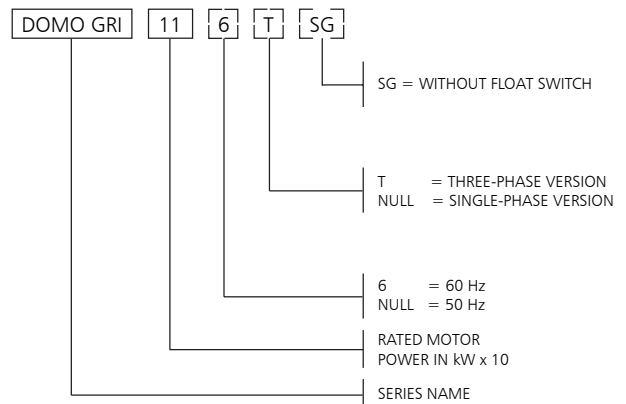 DOMO GRI 11 6 T SG
SG = WITHOUT FLOAT SWITCH
T = THREE-PHASE VERSION
NULL = SINGLE-PHASE VERSION
6 = 60 Hz
NULL = 50 Hz
RATED MOTOR
POWER IN kW x 10
SERIES NAME